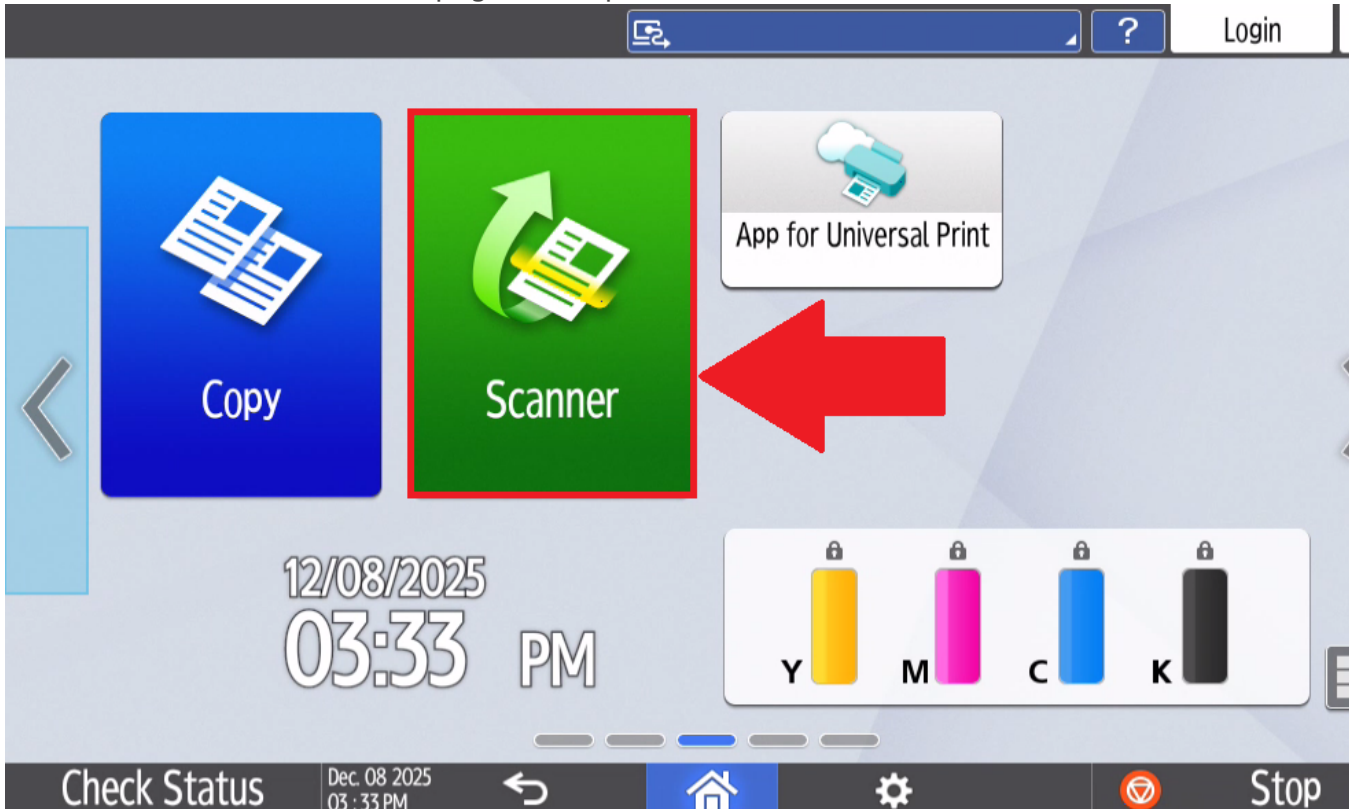 ?
Login
App for Universal Print
Copy
Scanner
12/08/2025
03:33 PM
Y M C K
Check Status
Dec. 08 2025
03 : 33 PM
Stop